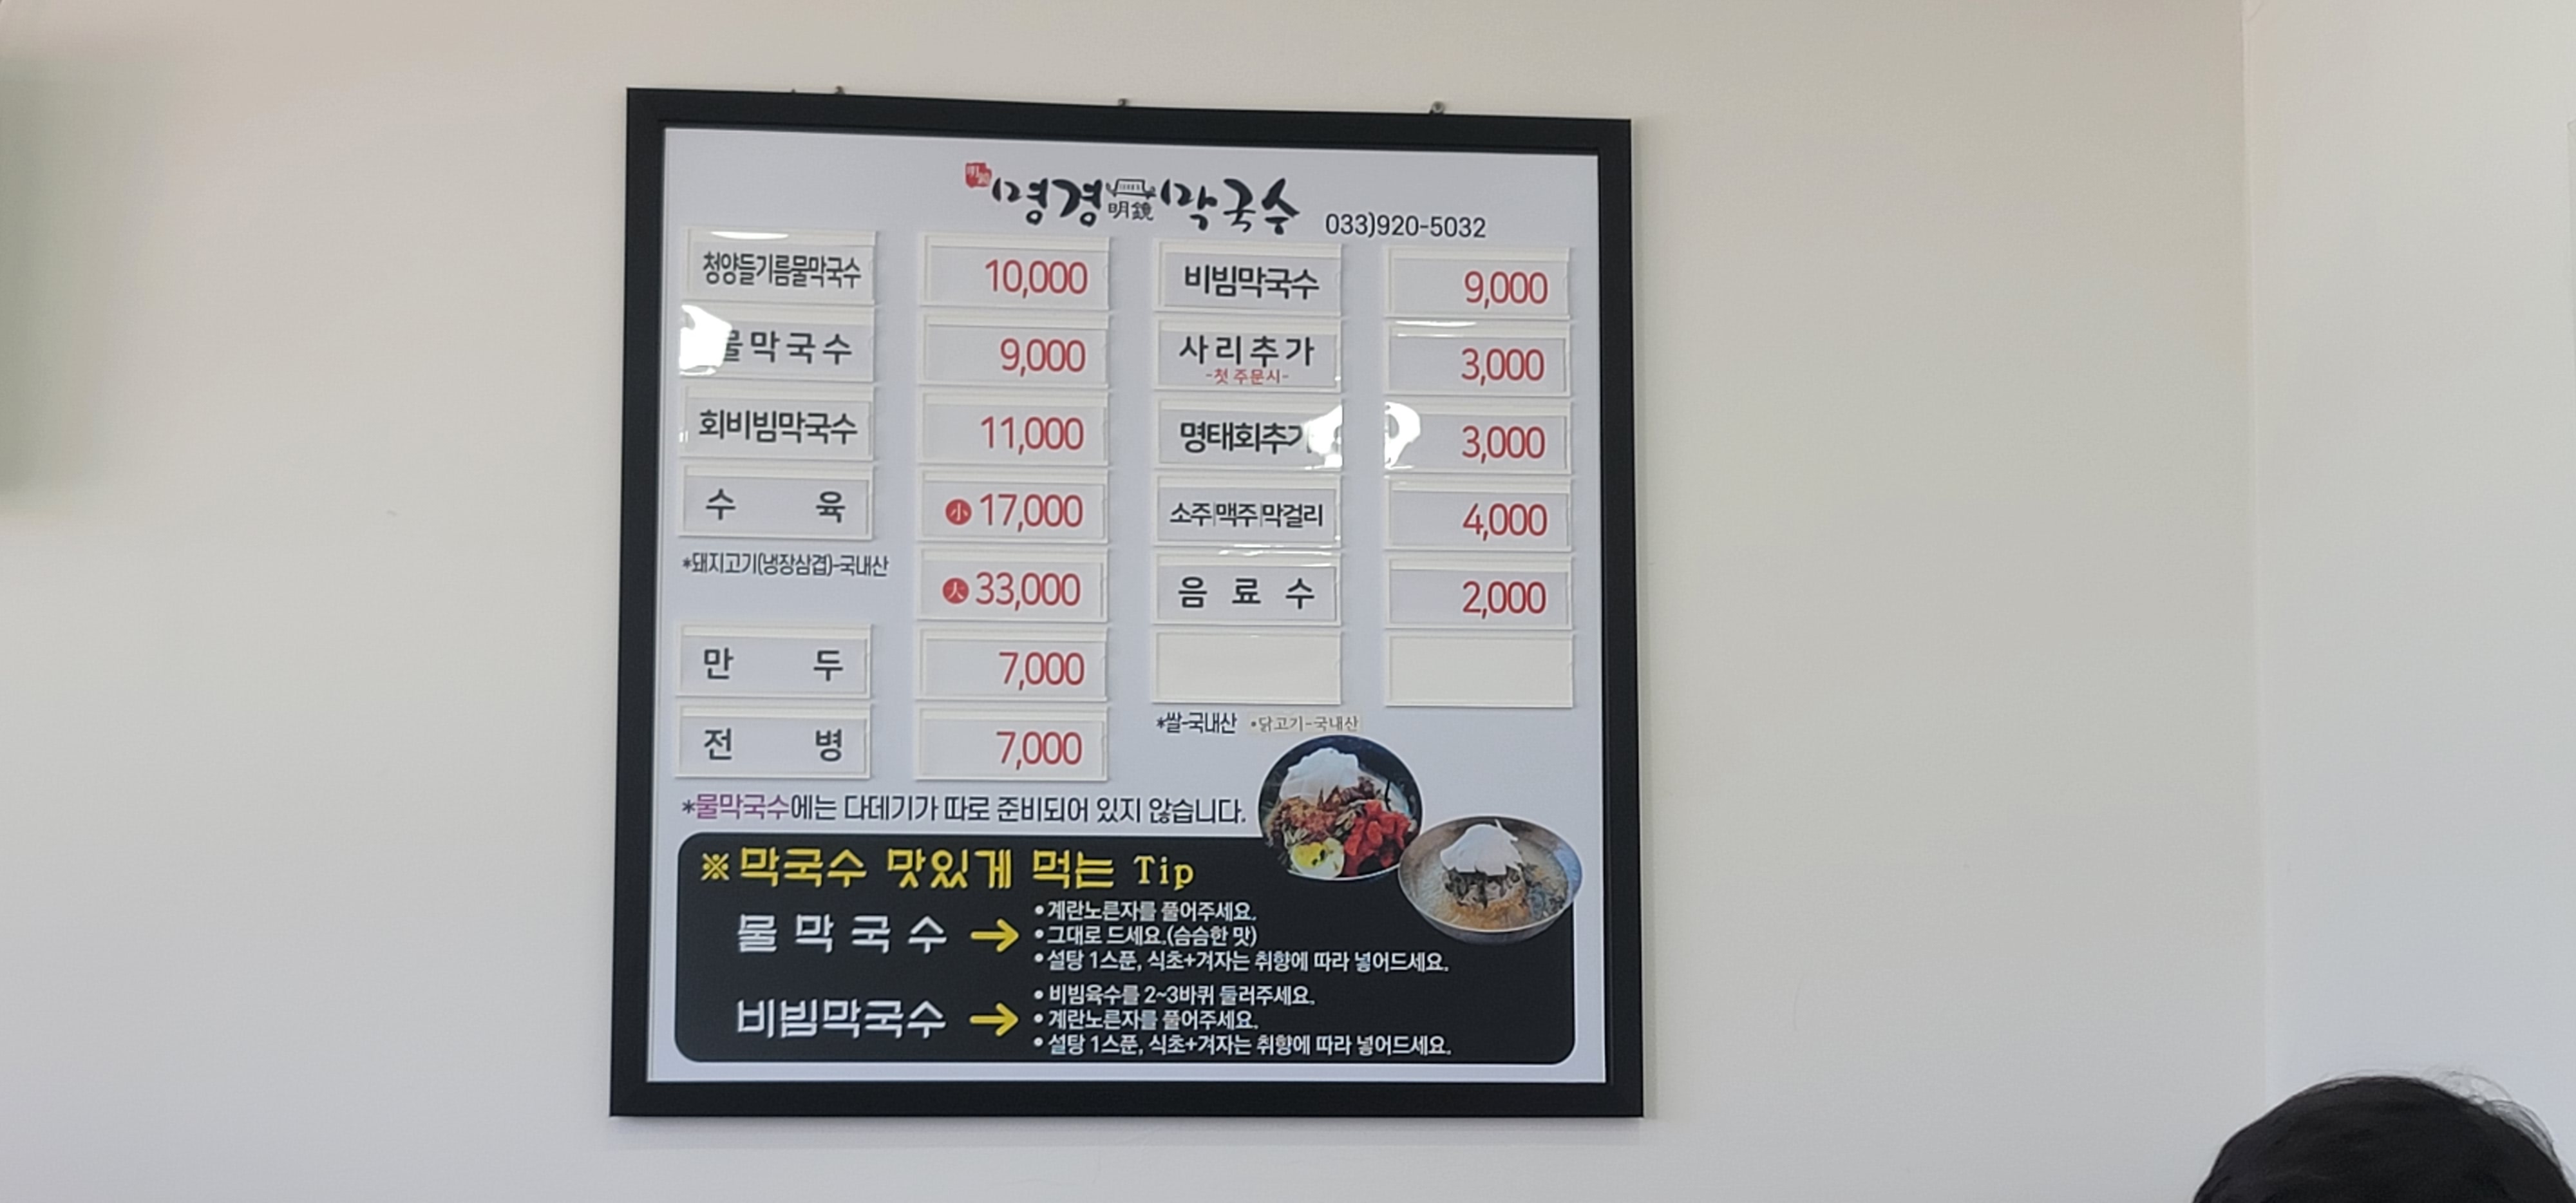 명경 明鏡 막국수 033)920-5032
청양들기름물막국수 10,000 비빔막국수 9,000
물막국수 9,000 사리추가 3,000
-첫 주문시-
회비빔막국수 11,000 명태회추가 3,000
수 육 小 17,000 소주|맥주|막걸리 4,000
*돼지고기(냉장삼겹)-국내산
大 33,000 음료수 2,000
만 두 7,000
전 병 7,000
*쌀-국내산 •닭고기-국내산
*물막국수에는 다데기가 따로 준비되어 있지 않습니다.
※막국수 맛있게 먹는 Tip
물막국수 →
• 계란노른자를 풀어주세요.
• 그대로 드세요.(슴슴한 맛)
• 설탕 1스푼, 식초+겨자는 취향에 따라 넣어드세요.
비빔막국수 →
• 비빔육수를 2~3바퀴 둘러주세요.
• 계란노른자를 풀어주세요.
• 설탕 1스푼, 식초+겨자는 취향에 따라 넣어드세요.